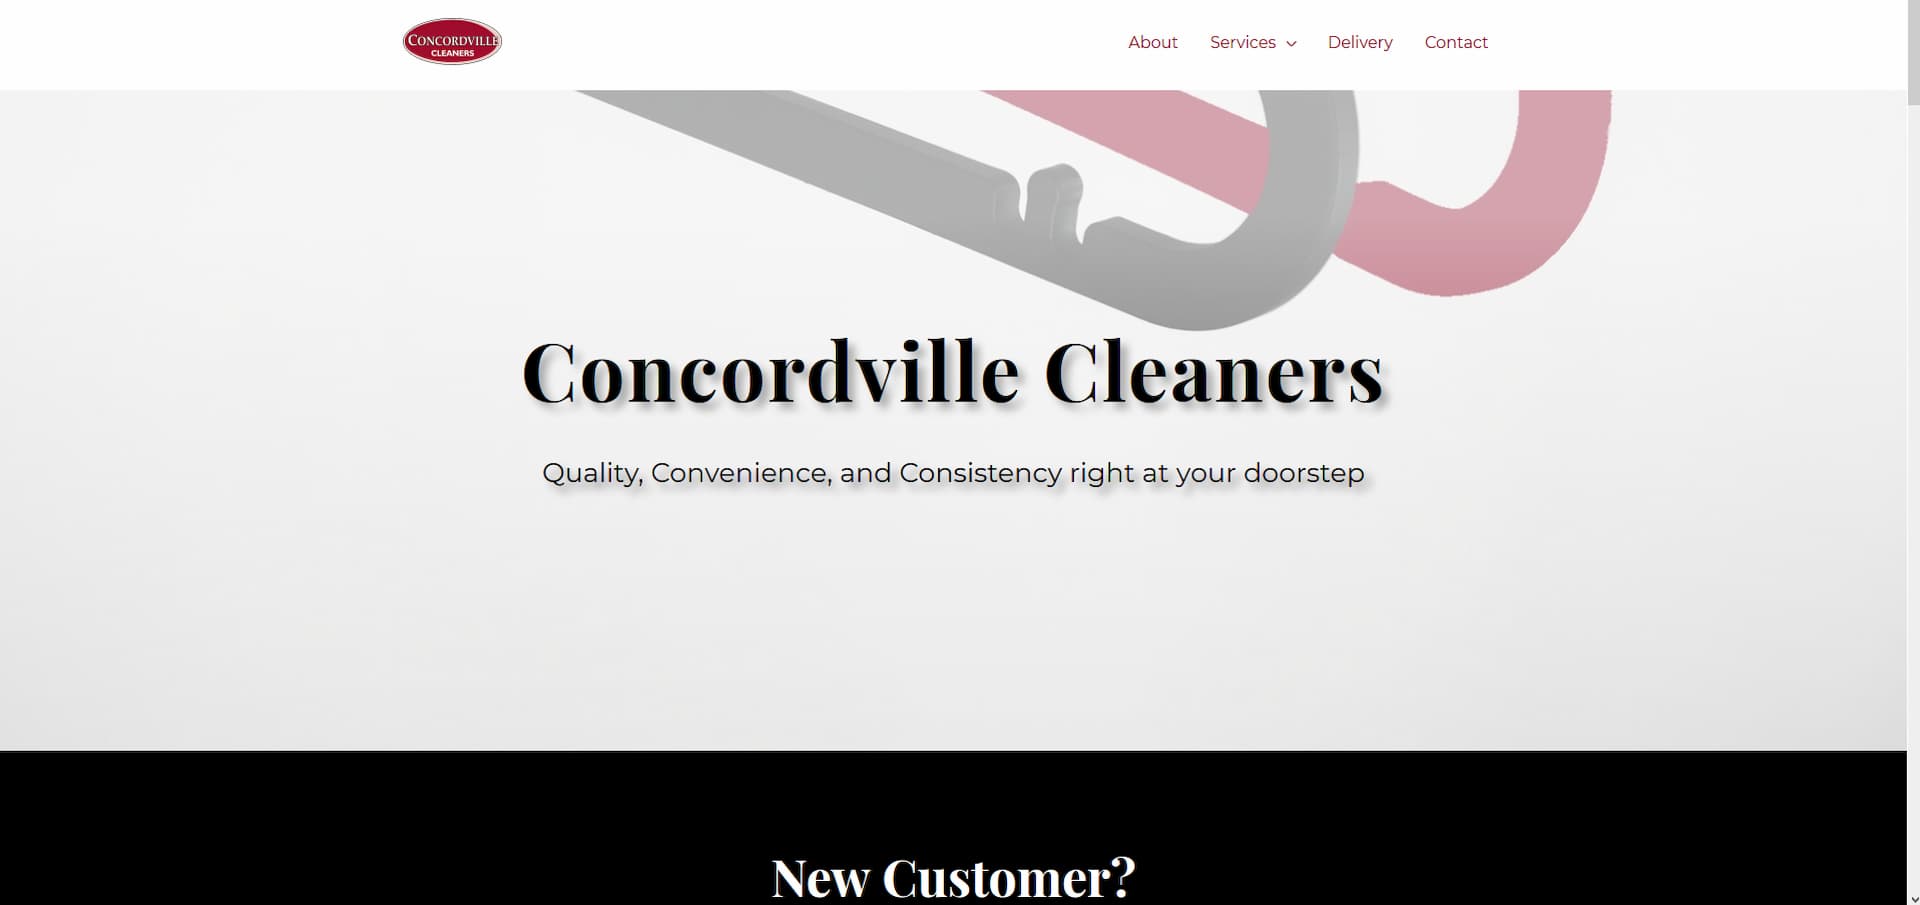 CONCORDVILLE
CLEANERS
About
Services
Delivery
Contact
Concordville Cleaners
Quality, Convenience, and Consistency right at your doorstep
New Customer?